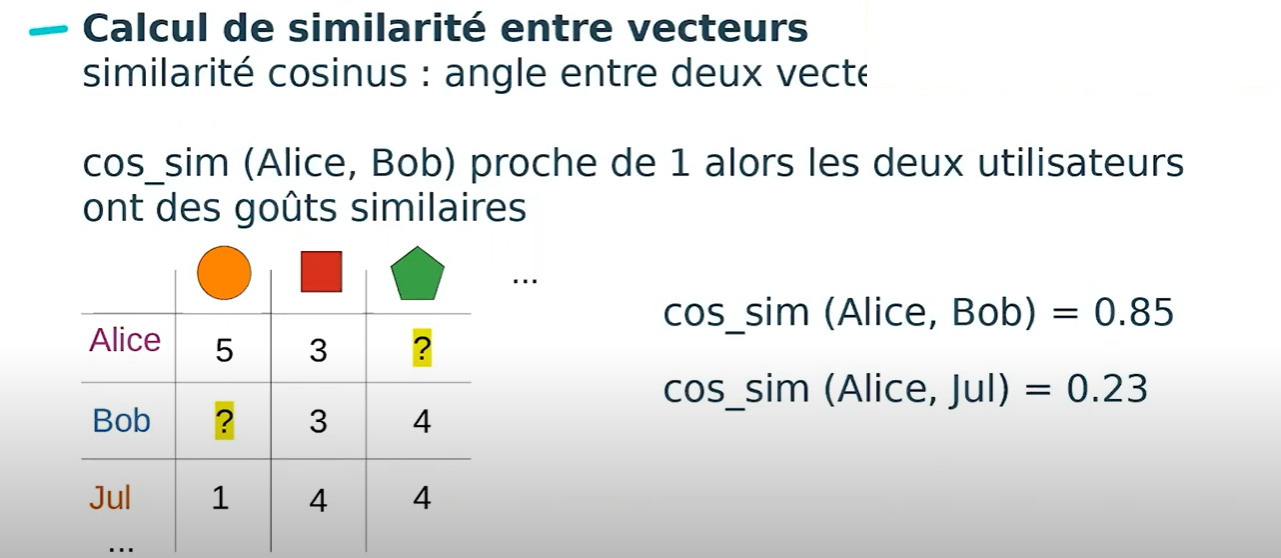 Calcul de similarité entre vecteurs
similarité cosinus : angle entre deux
cos_sim (Alice, Bob) proche de 1 alors les deux utilisateurs
ont des goûts similaires
...
Alice 5 3 ?
Bob ? 3 4
Jul 1 4 4
...
cos_sim (Alice, Bob) = 0.85
cos_sim (Alice, Jul) = 0.23